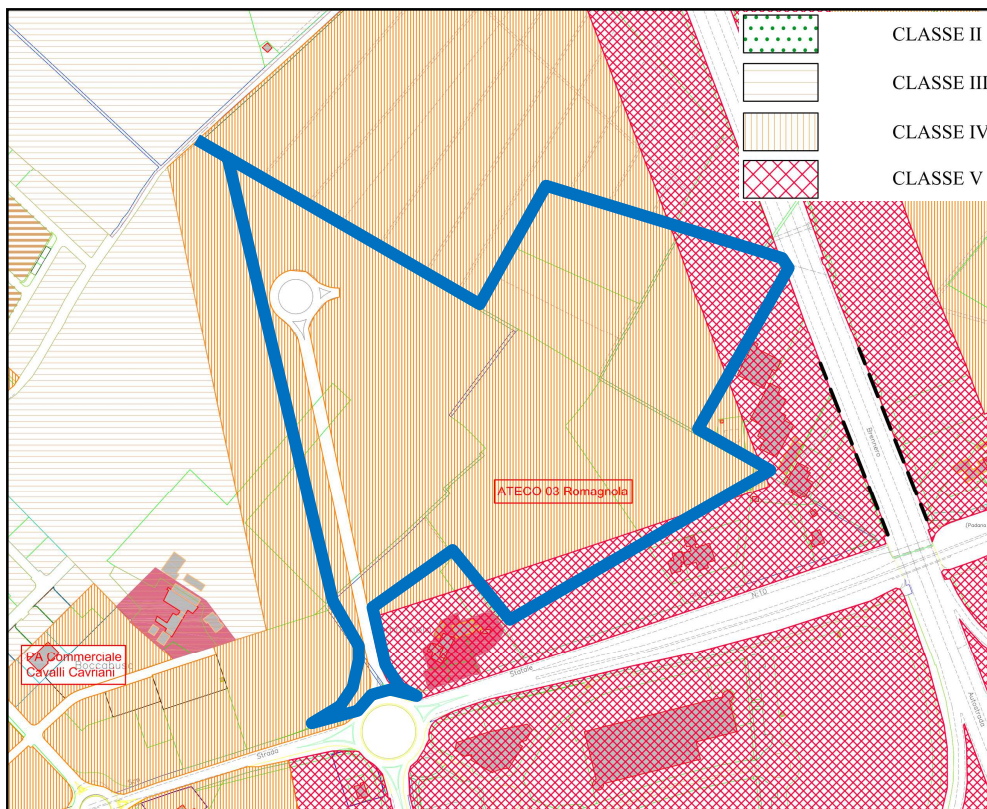 CLASSE II
CLASSE III
CLASSE IV
CLASSE V
Brennero
ATECO 03 Romagnola
(Padana
N.10
PA Commerciale
Cavalli Cavriani
Statale
Autostrada
Strada